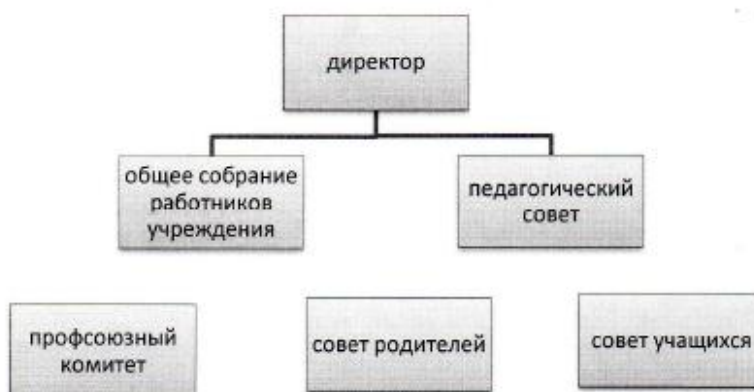 директор
общее собрание
работников
учреждения
педагогический
совет
профсоюзный
комитет
совет родителей
совет учащихся